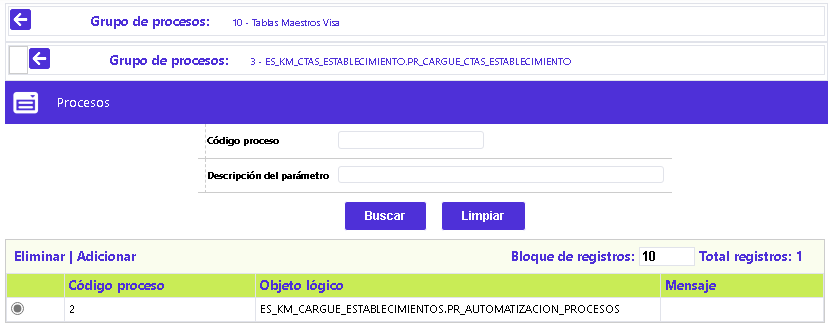 Grupo de procesos: 10 - Tablas Maestros Visa
Grupo de procesos: 3 - ES_KM_CTAS_ESTABLECIMIENTO.PR_CARGUE_CTAS_ESTABLECIMIENTO
Procesos
Código proceso
Descripción del parámetro
Buscar Limpiar
Eliminar | Adicionar Bloque de registros: 10 Total registros: 1
Código proceso Objeto lógico Mensaje
2 ES_KM_CARGUE_ESTABLECIMIENTOS.PR_AUTOMATIZACION_PROCESOS